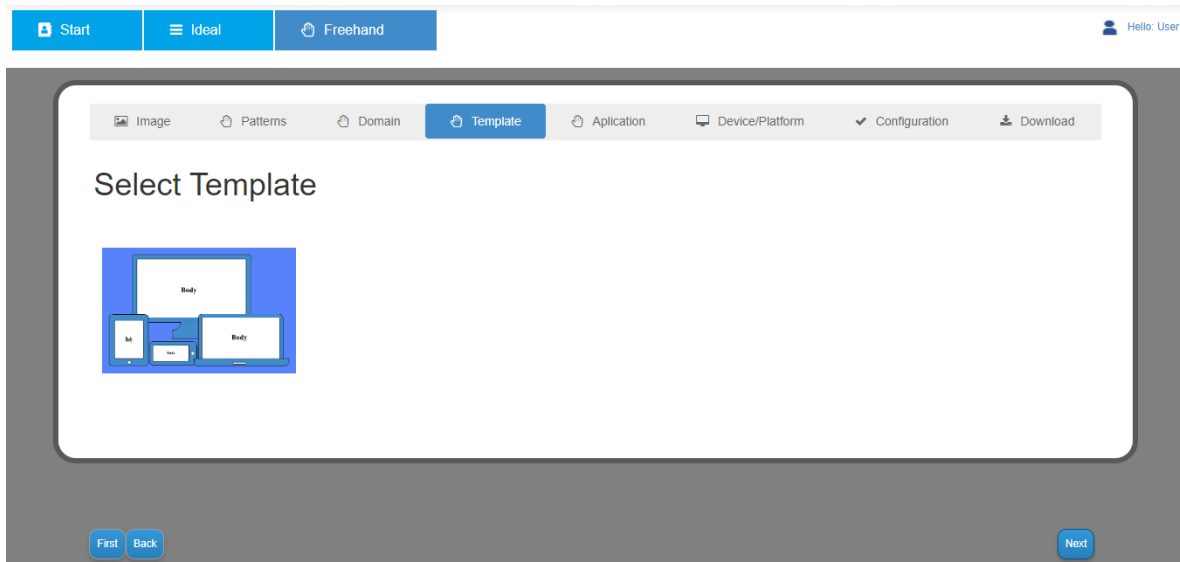 Start Ideal Freehand Hello: User
Image Patterns Domain Template Aplication Device/Platform Configuration Download
Select Template
Body
Body
First Back Next